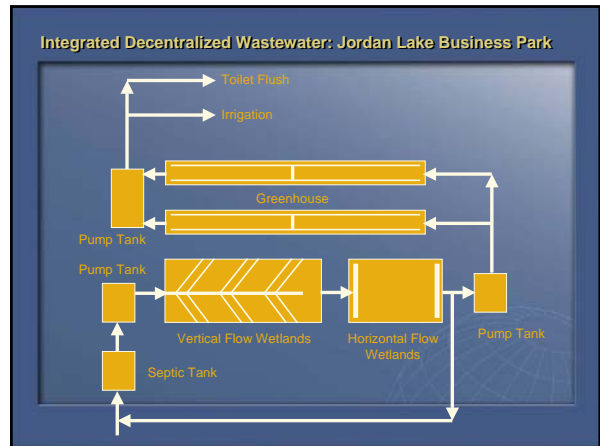 Integrated Decentralized Wastewater: Jordan Lake Business Park
Toilet Flush
Irrigation
Greenhouse
Pump Tank
Pump Tank
Vertical Flow Wetlands
Horizontal Flow
Wetlands
Pump Tank
Septic Tank